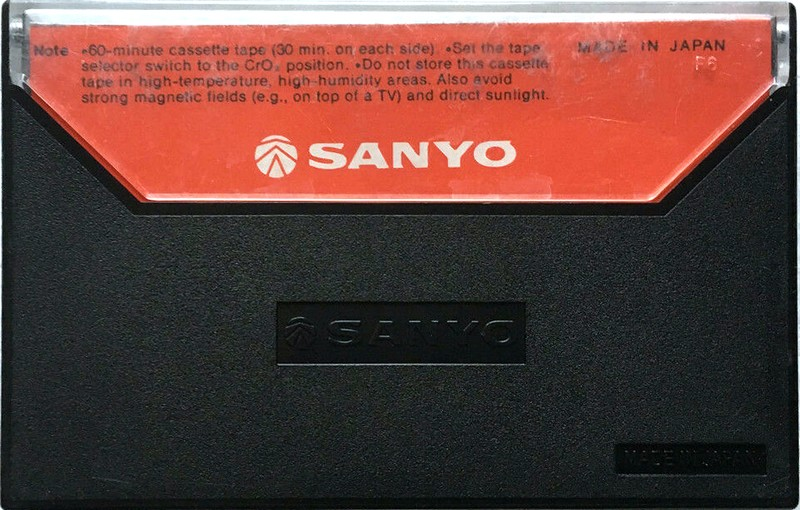 Note •60-minute cassette tape (30 min. on each side). •Set the tape
selector switch to the CrO₂ position. •Do not store this cassette
tape in high-temperature, high-humidity areas. Also avoid
strong magnetic fields (e.g., on top of a TV) and direct sunlight.
MADE IN JAPAN
F6
SANYO
SANYO
MADE IN JAPAN